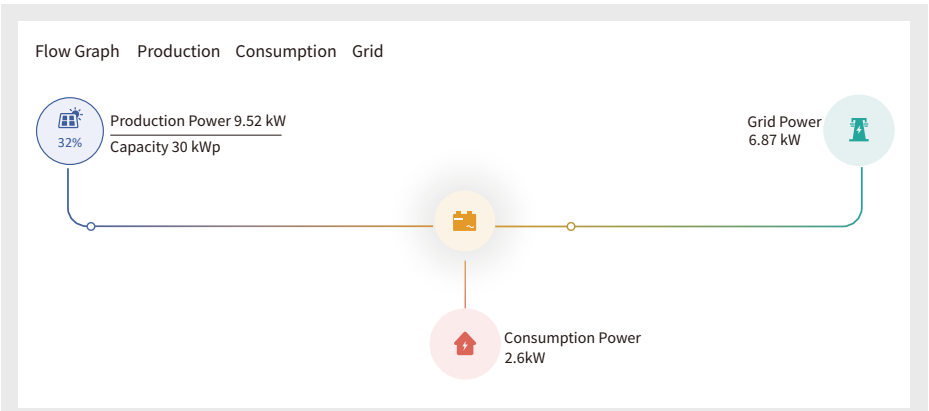 Flow Graph Production Consumption Grid
Production Power 9.52 kW
Capacity 30 kWp
32%
Grid Power
6.87 kW
Consumption Power
2.6kW